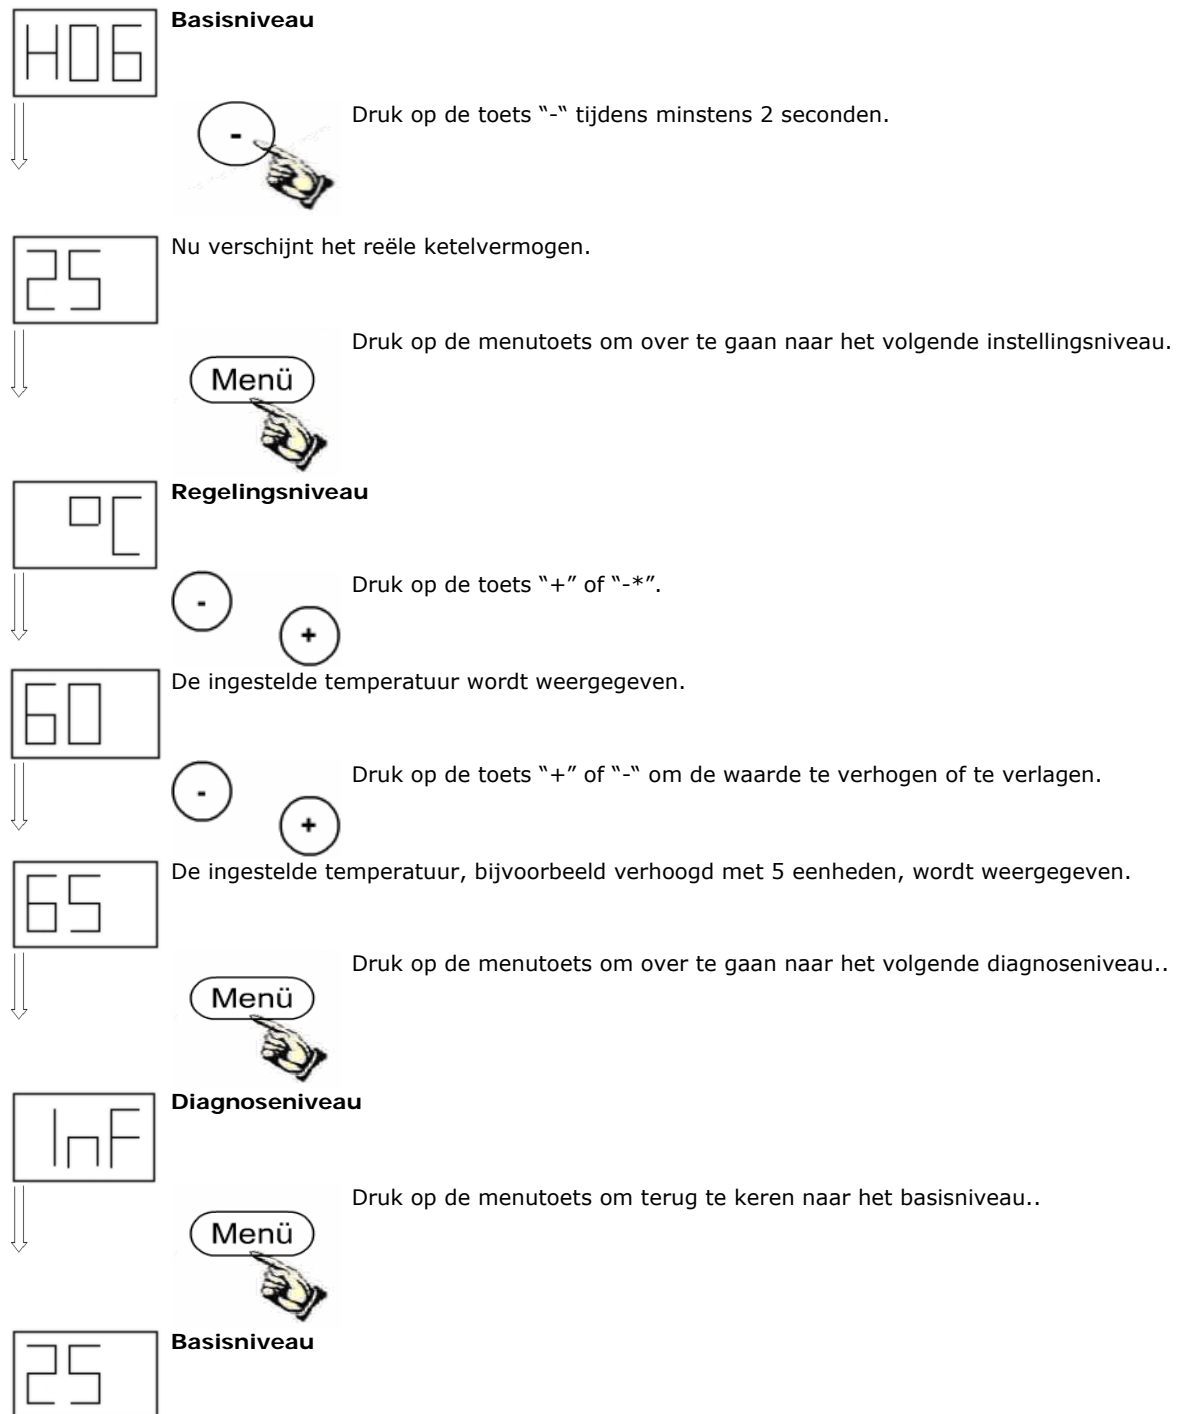 H06
Basisniveau
-
Druk op de toets “-“ tijdens minstens 2 seconden.
25
Nu verschijnt het reële ketelvermogen.
Druk op de menutoets om over te gaan naar het volgende instellingsniveau.
Menü
°C
Regelingsniveau
Druk op de toets “+” of “-*”.
-
+
60
De ingestelde temperatuur wordt weergegeven.
Druk op de toets “+” of “-“ om de waarde te verhogen of te verlagen.
-
+
65
De ingestelde temperatuur, bijvoorbeeld verhoogd met 5 eenheden, wordt weergegeven.
Druk op de menutoets om over te gaan naar het volgende diagnoseniveau..
Menü
InF
Diagnoseniveau
Druk op de menutoets om terug te keren naar het basisniveau..
Menü
25
Basisniveau